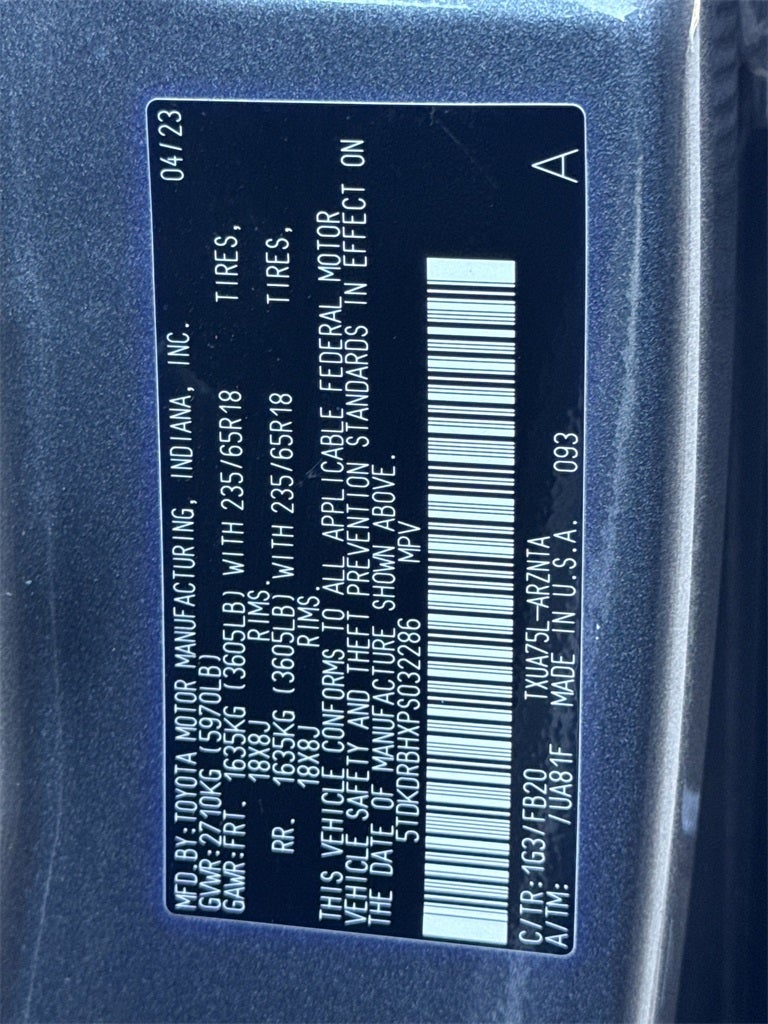 MFD.BY:TOYOTA MOTOR MANUFACTURING, INDIANA, INC. 04/23
GVWR:2710KG (5970LB)
GAWR:FRT. 1635KG (3605LB) WITH 235/65R18 TIRES,
18X8J RIMS.
RR. 1635KG (3605LB) WITH 235/65R18 TIRES,
18X8J RIMS.
THIS VEHICLE CONFORMS TO ALL APPLICABLE FEDERAL MOTOR
VEHICLE SAFETY AND THEFT PREVENTION STANDARDS IN EFFECT ON
THE DATE OF MANUFACTURE SHOWN ABOVE.
5TDKDRBHXPS032286 MPV
C/TR:1G3/FB20 TXUA75L-ARZNTA
A/TM: /UA81F MADE IN U.S.A. 093 A